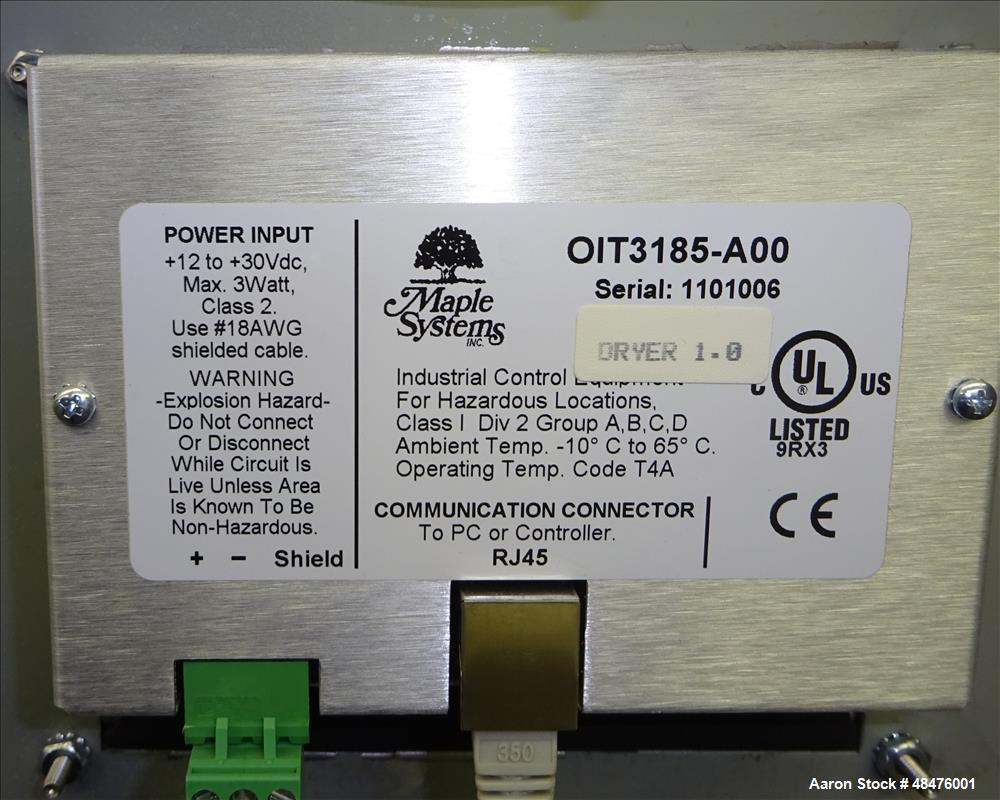 POWER INPUT
+12 to +30Vdc,
Max. 3Watt,
Class 2.
Use #18AWG
shielded cable.
WARNING
-Explosion Hazard-
Do Not Connect
Or Disconnect
While Circuit Is
Live Unless Area
Is Known To Be
Non-Hazardous.
+ − Shield
Maple
Systems
INC.
OIT3185-A00
Serial: 1101006
DRYER 1.0
Industrial Control Equipment
For Hazardous Locations,
Class I Div 2 Group A,B,C,D
Ambient Temp. -10° C to 65° C.
Operating Temp. Code T4A
C UL US
®
LISTED
9RX3
COMMUNICATION CONNECTOR
To PC or Controller.
RJ45
CE
350
Aaron Stock # 48476001